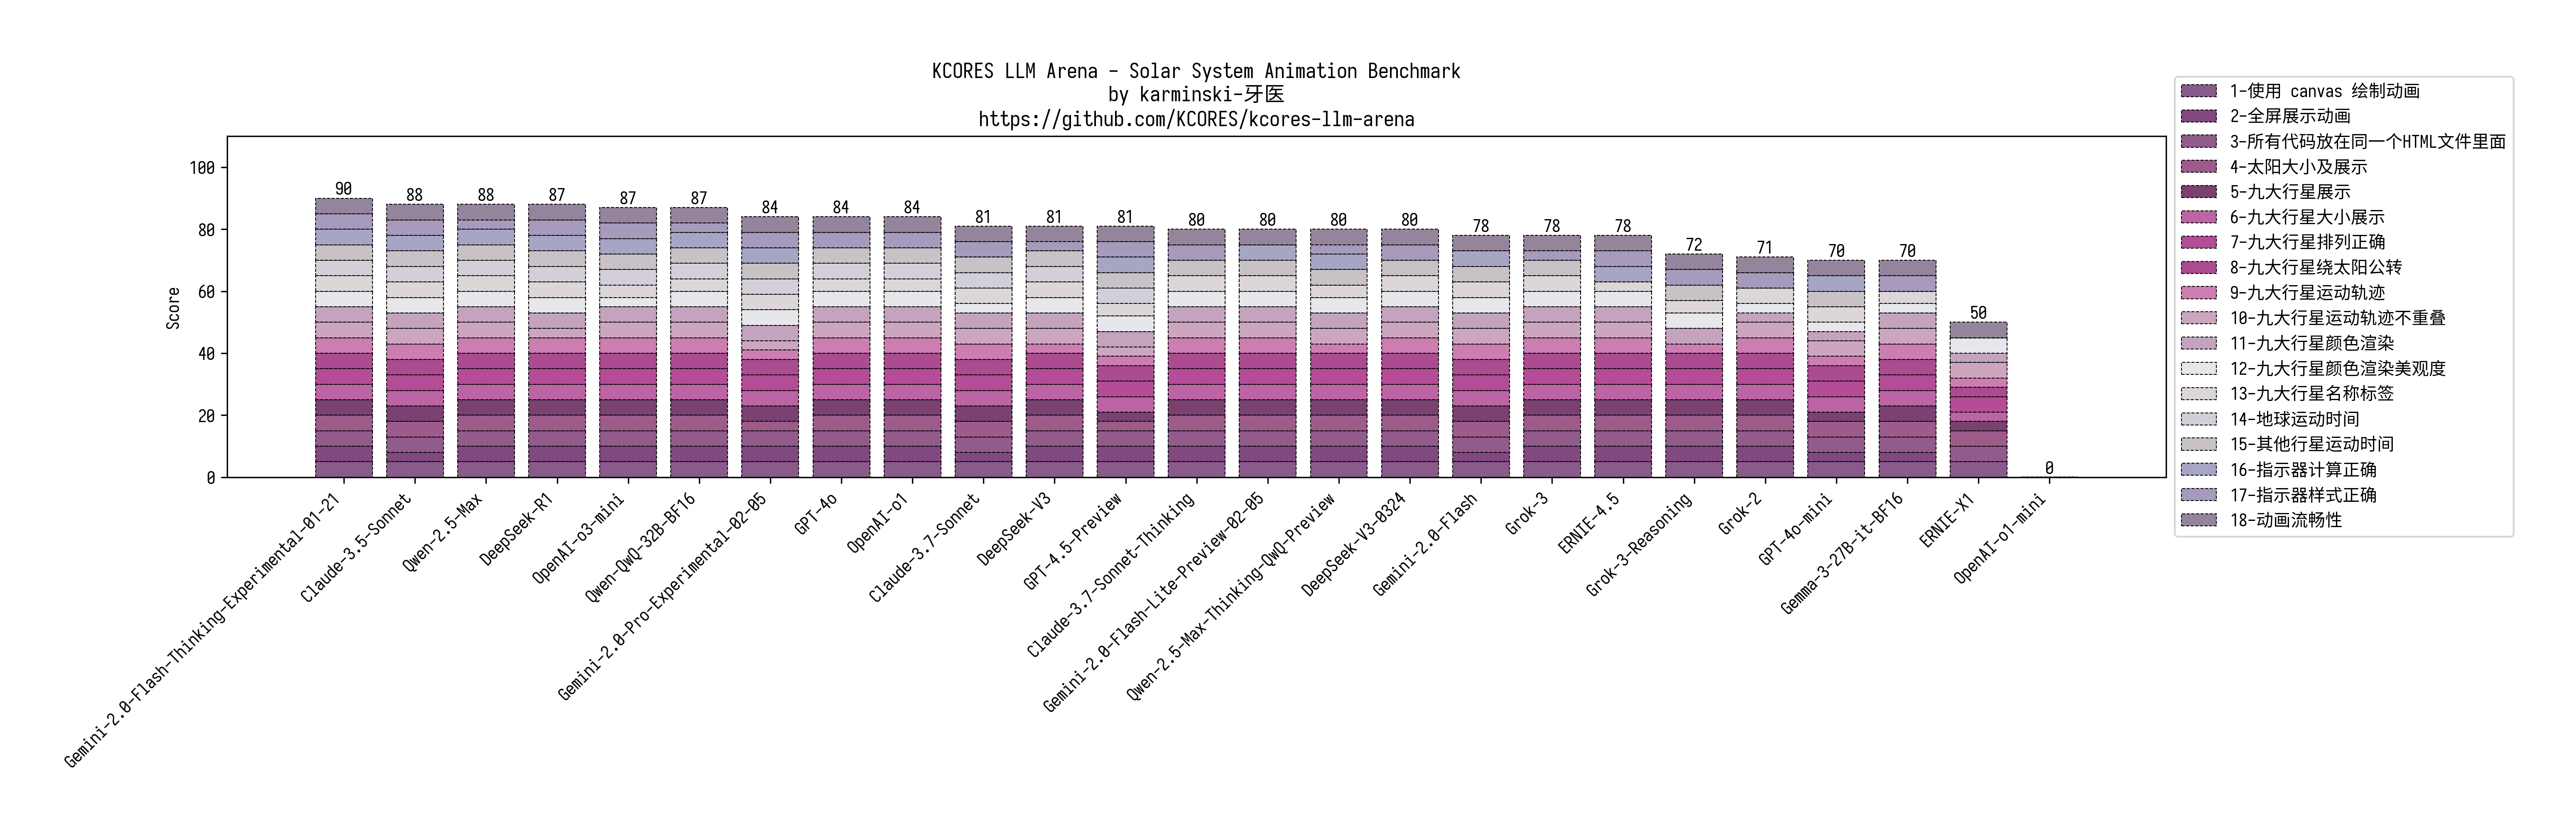 KCORES LLM Arena - Solar System Animation Benchmark
by karminski-牙医
https://github.com/KCORES/kcores-llm-arena
Score
100
80
60
40
20
0
90
88
88
87
87
87
84
84
84
81
81
81
80
80
80
80
78
78
78
72
71
70
70
50
0
Gemini-2.0-Flash-Thinking-Experimental-01-21
Claude-3.5-Sonnet
Qwen-2.5-Max
DeepSeek-R1
OpenAI-o3-mini
Qwen-QwQ-32B-BF16
Gemini-2.0-Pro-Experimental-02-05
GPT-4o
OpenAI-o1
Claude-3.7-Sonnet
DeepSeek-V3
GPT-4.5-Preview
Claude-3.7-Sonnet-Thinking
Gemini-2.0-Flash-Lite-Preview-02-05
Qwen-2.5-Max-Thinking-QwQ-Preview
DeepSeek-V3-0324
Gemini-2.0-Flash
Grok-3
ERNIE-4.5
Grok-3-Reasoning
Grok-2
GPT-4o-mini
Gemma-3-27B-it-BF16
ERNIE-X1
OpenAI-o1-mini
1-使用 canvas 绘制动画
2-全屏展示动画
3-所有代码放在同一个HTML文件里面
4-太阳大小及展示
5-九大行星展示
6-九大行星大小展示
7-九大行星排列正确
8-九大行星绕太阳公转
9-九大行星运动轨迹
10-九大行星运动轨迹不重叠
11-九大行星颜色渲染
12-九大行星颜色渲染美观度
13-九大行星名称标签
14-地球运动时间
15-其他行星运动时间
16-指示器计算正确
17-指示器样式正确
18-动画流畅性